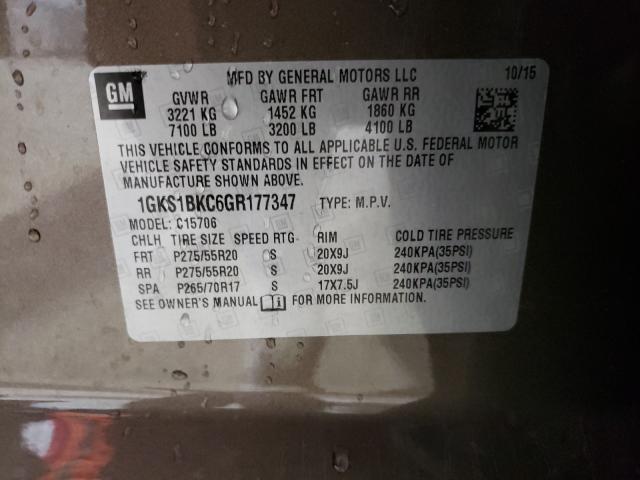 GM
MFD BY GENERAL MOTORS LLC 10/15
GVWR GAWR FRT GAWR RR
3221 KG 1452 KG 1860 KG
7100 LB 3200 LB 4100 LB
THIS VEHICLE CONFORMS TO ALL APPLICABLE U.S. FEDERAL MOTOR
VEHICLE SAFETY STANDARDS IN EFFECT ON THE DATE OF
MANUFACTURE SHOWN ABOVE.
1GKS1BKC6GR177347 TYPE: M.P.V.
MODEL: C15706
CHLH TIRE SIZE SPEED RTG RIM COLD TIRE PRESSURE
FRT P275/55R20 S 20X9J 240KPA(35PSI)
RR P275/55R20 S 20X9J 240KPA(35PSI)
SPA P265/70R17 S 17X7.5J 240KPA(35PSI)
SEE OWNER'S MANUAL FOR MORE INFORMATION.